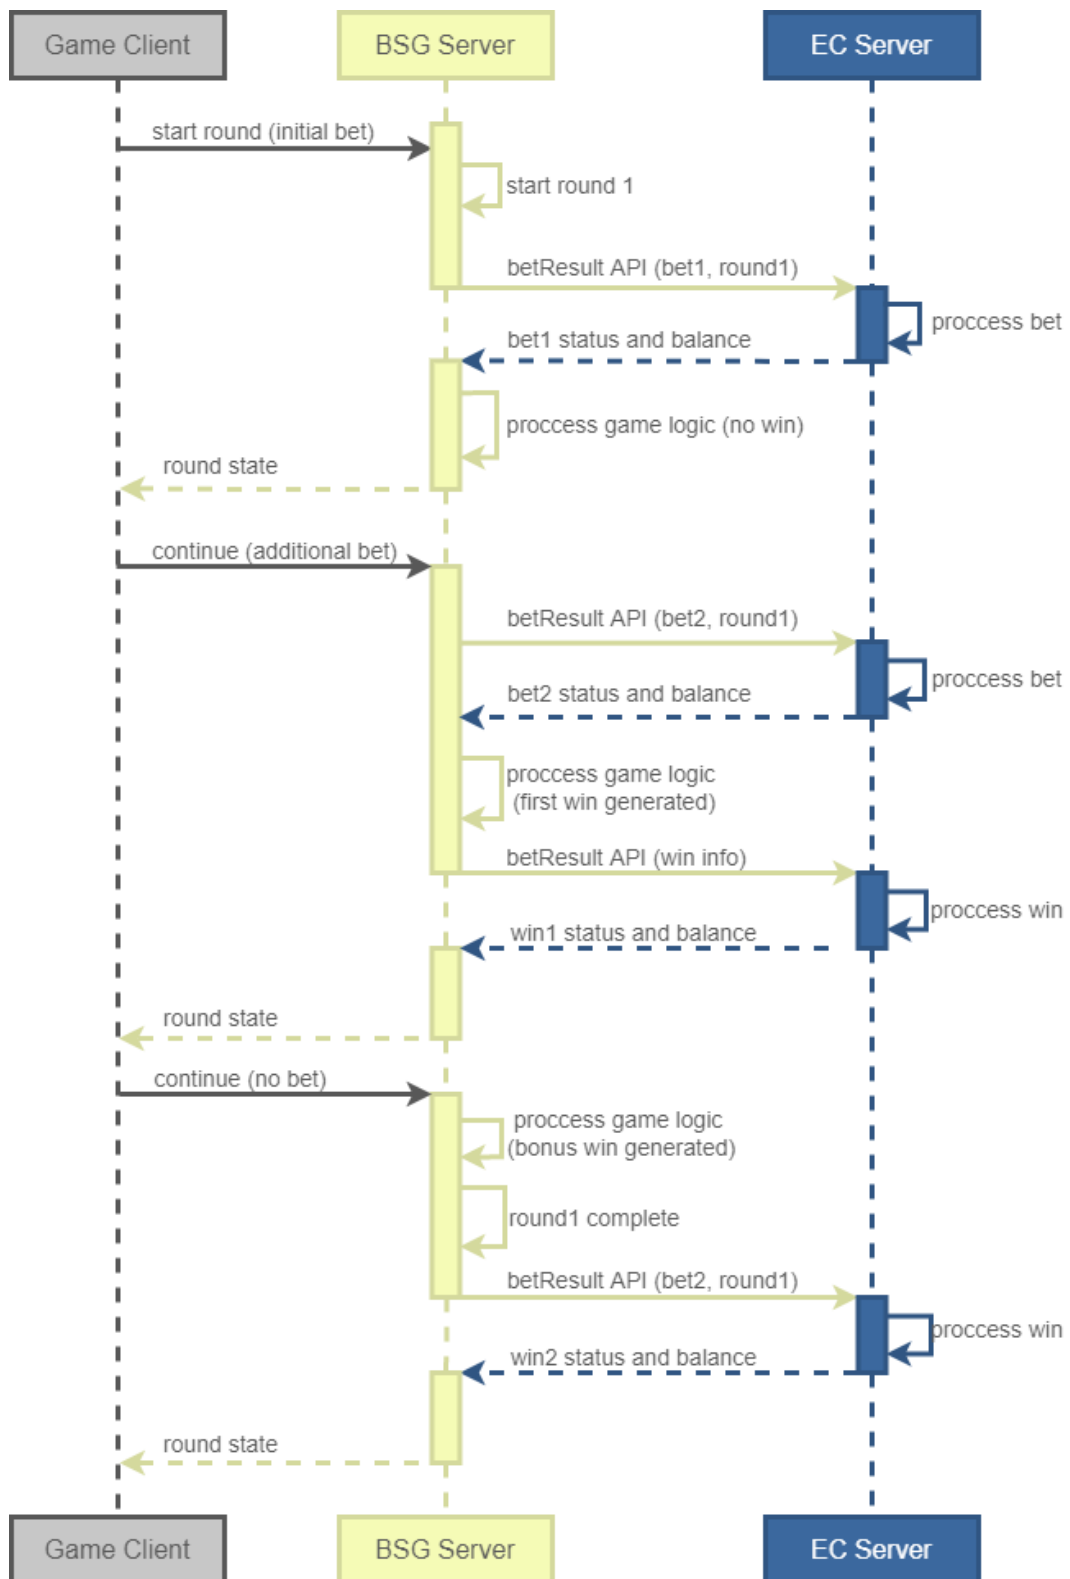 Game Client
BSG Server
EC Server
start round (initial bet)
start round 1
betResult API (bet1, round1)
proccess bet
bet1 status and balance
proccess game logic (no win)
round state
continue (additional bet)
betResult API (bet2, round1)
proccess bet
bet2 status and balance
proccess game logic
(first win generated)
betResult API (win info)
proccess win
win1 status and balance
round state
continue (no bet)
proccess game logic
(bonus win generated)
round1 complete
betResult API (bet2, round1)
proccess win
win2 status and balance
round state
Game Client
BSG Server
EC Server